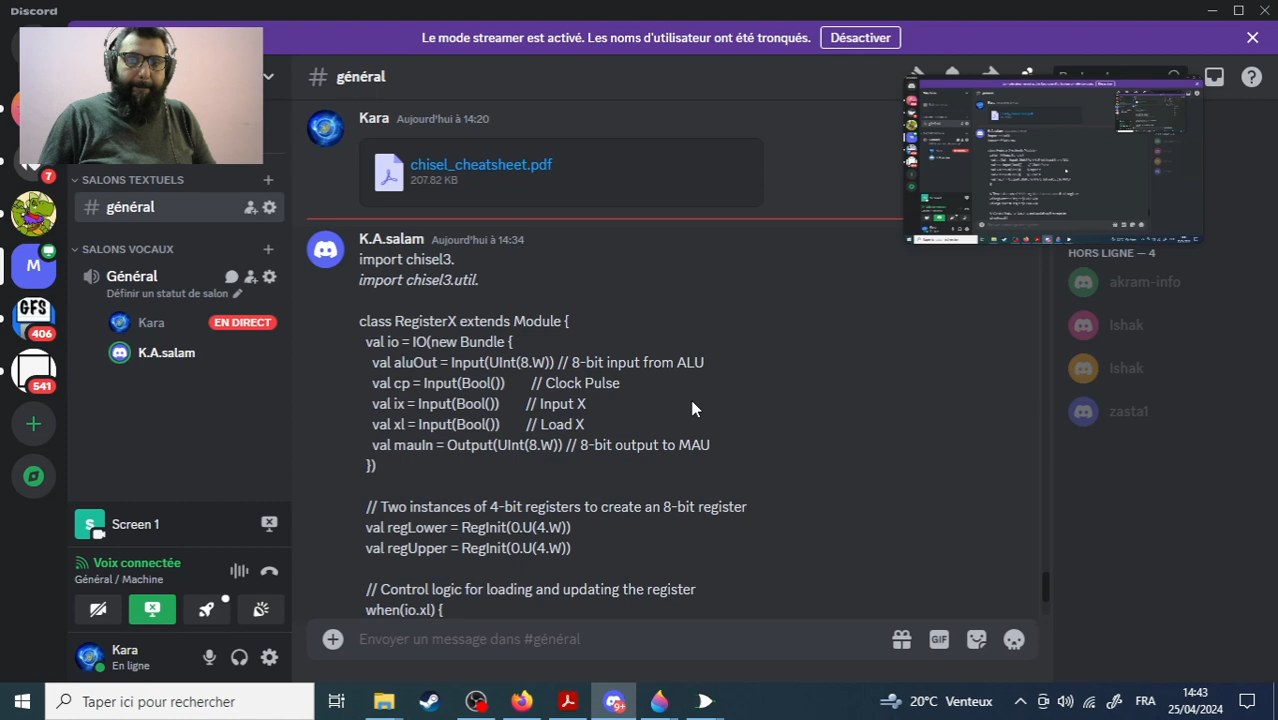 Discord
Le mode streamer est activé. Les noms d'utilisateur ont été tronqués.
Désactiver
# général
SALONS TEXTUELS
# général
SALONS VOCAUX
Général
Définir un statut de salon
Kara
EN DIRECT
K.A.salam
7
M
GFS
406
541
Screen 1
Voix connectée
Général / Machine
Kara
En ligne
Kara Aujourd'hui à 14:20
chisel_cheatsheet.pdf
207.82 KB
K.A.salam Aujourd'hui à 14:34
import chisel3.
import chisel3.util.
class RegisterX extends Module {
val io = IO(new Bundle {
val aluOut = Input(UInt(8.W)) // 8-bit input from ALU
val cp = Input(Bool()) // Clock Pulse
val ix = Input(Bool()) // Input X
val xl = Input(Bool()) // Load X
val mauIn = Output(UInt(8.W)) // 8-bit output to MAU
})
// Two instances of 4-bit registers to create an 8-bit register
val regLower = RegInit(0.U(4.W))
val regUpper = RegInit(0.U(4.W))
// Control logic for loading and updating the register
when(io.xl) {
Envoyer un message dans #général
GIF
HORS LIGNE — 4
akram-info
Ishak
Ishak
zasta1
Taper ici pour rechercher
9+
20°C Venteux
FRA
14:43
25/04/2024